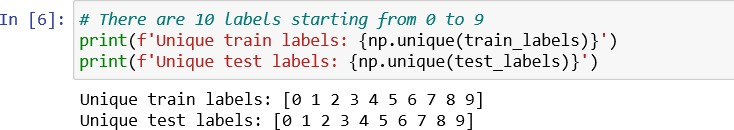 In [6]: # There are 10 labels starting from 0 to 9
print(f'Unique train labels: {np.unique(train_labels)}')
print(f'Unique test labels: {np.unique(test_labels)}')
Unique train labels: [0 1 2 3 4 5 6 7 8 9]
Unique test labels: [0 1 2 3 4 5 6 7 8 9]